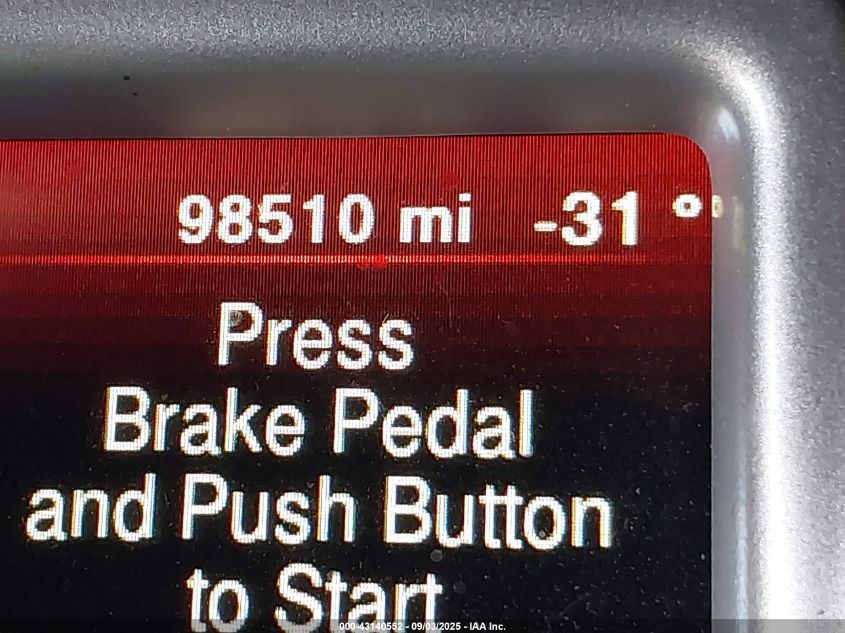 98510 mi -31 °
Press
Brake Pedal
and Push Button
to Start
000-43140552 - 09/03/2025 - IAA Inc.